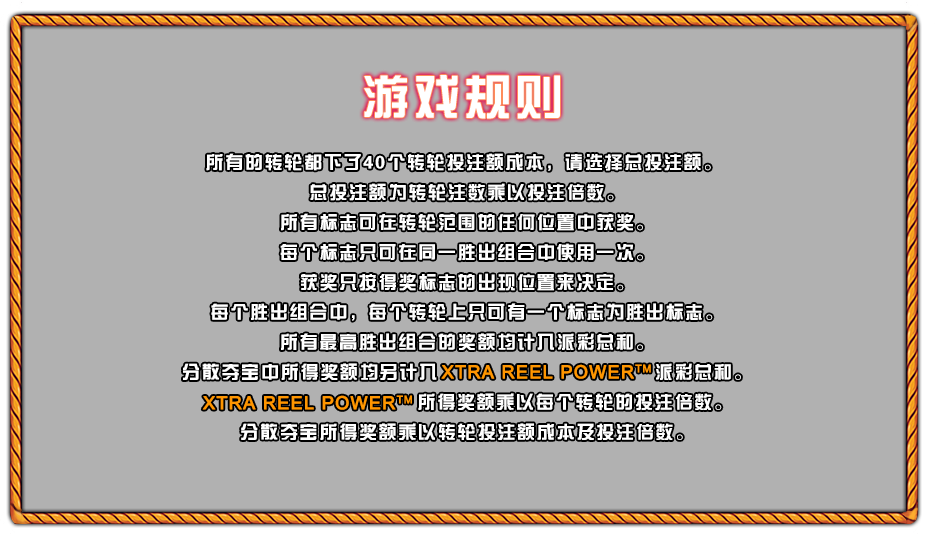 游戏规则
所有的转轮都下了40个转轮投注额成本，请选择总投注额。
总投注额为转轮注数乘以投注倍数。
所有标志可在转轮范围的任何位置中获奖。
每个标志只可在同一胜出组合中使用一次。
获奖只按得奖标志的出现位置来决定。
每个胜出组合中，每个转轮上只可有一个标志为胜出标志。
所有最高胜出组合的奖额均计入派彩总和。
分散夺宝中所得奖额均另计入XTRA REEL POWER™派彩总和。
XTRA REEL POWER™所得奖额乘以每个转轮的投注倍数。
分散夺宝所得奖额乘以转轮投注额成本及投注倍数。